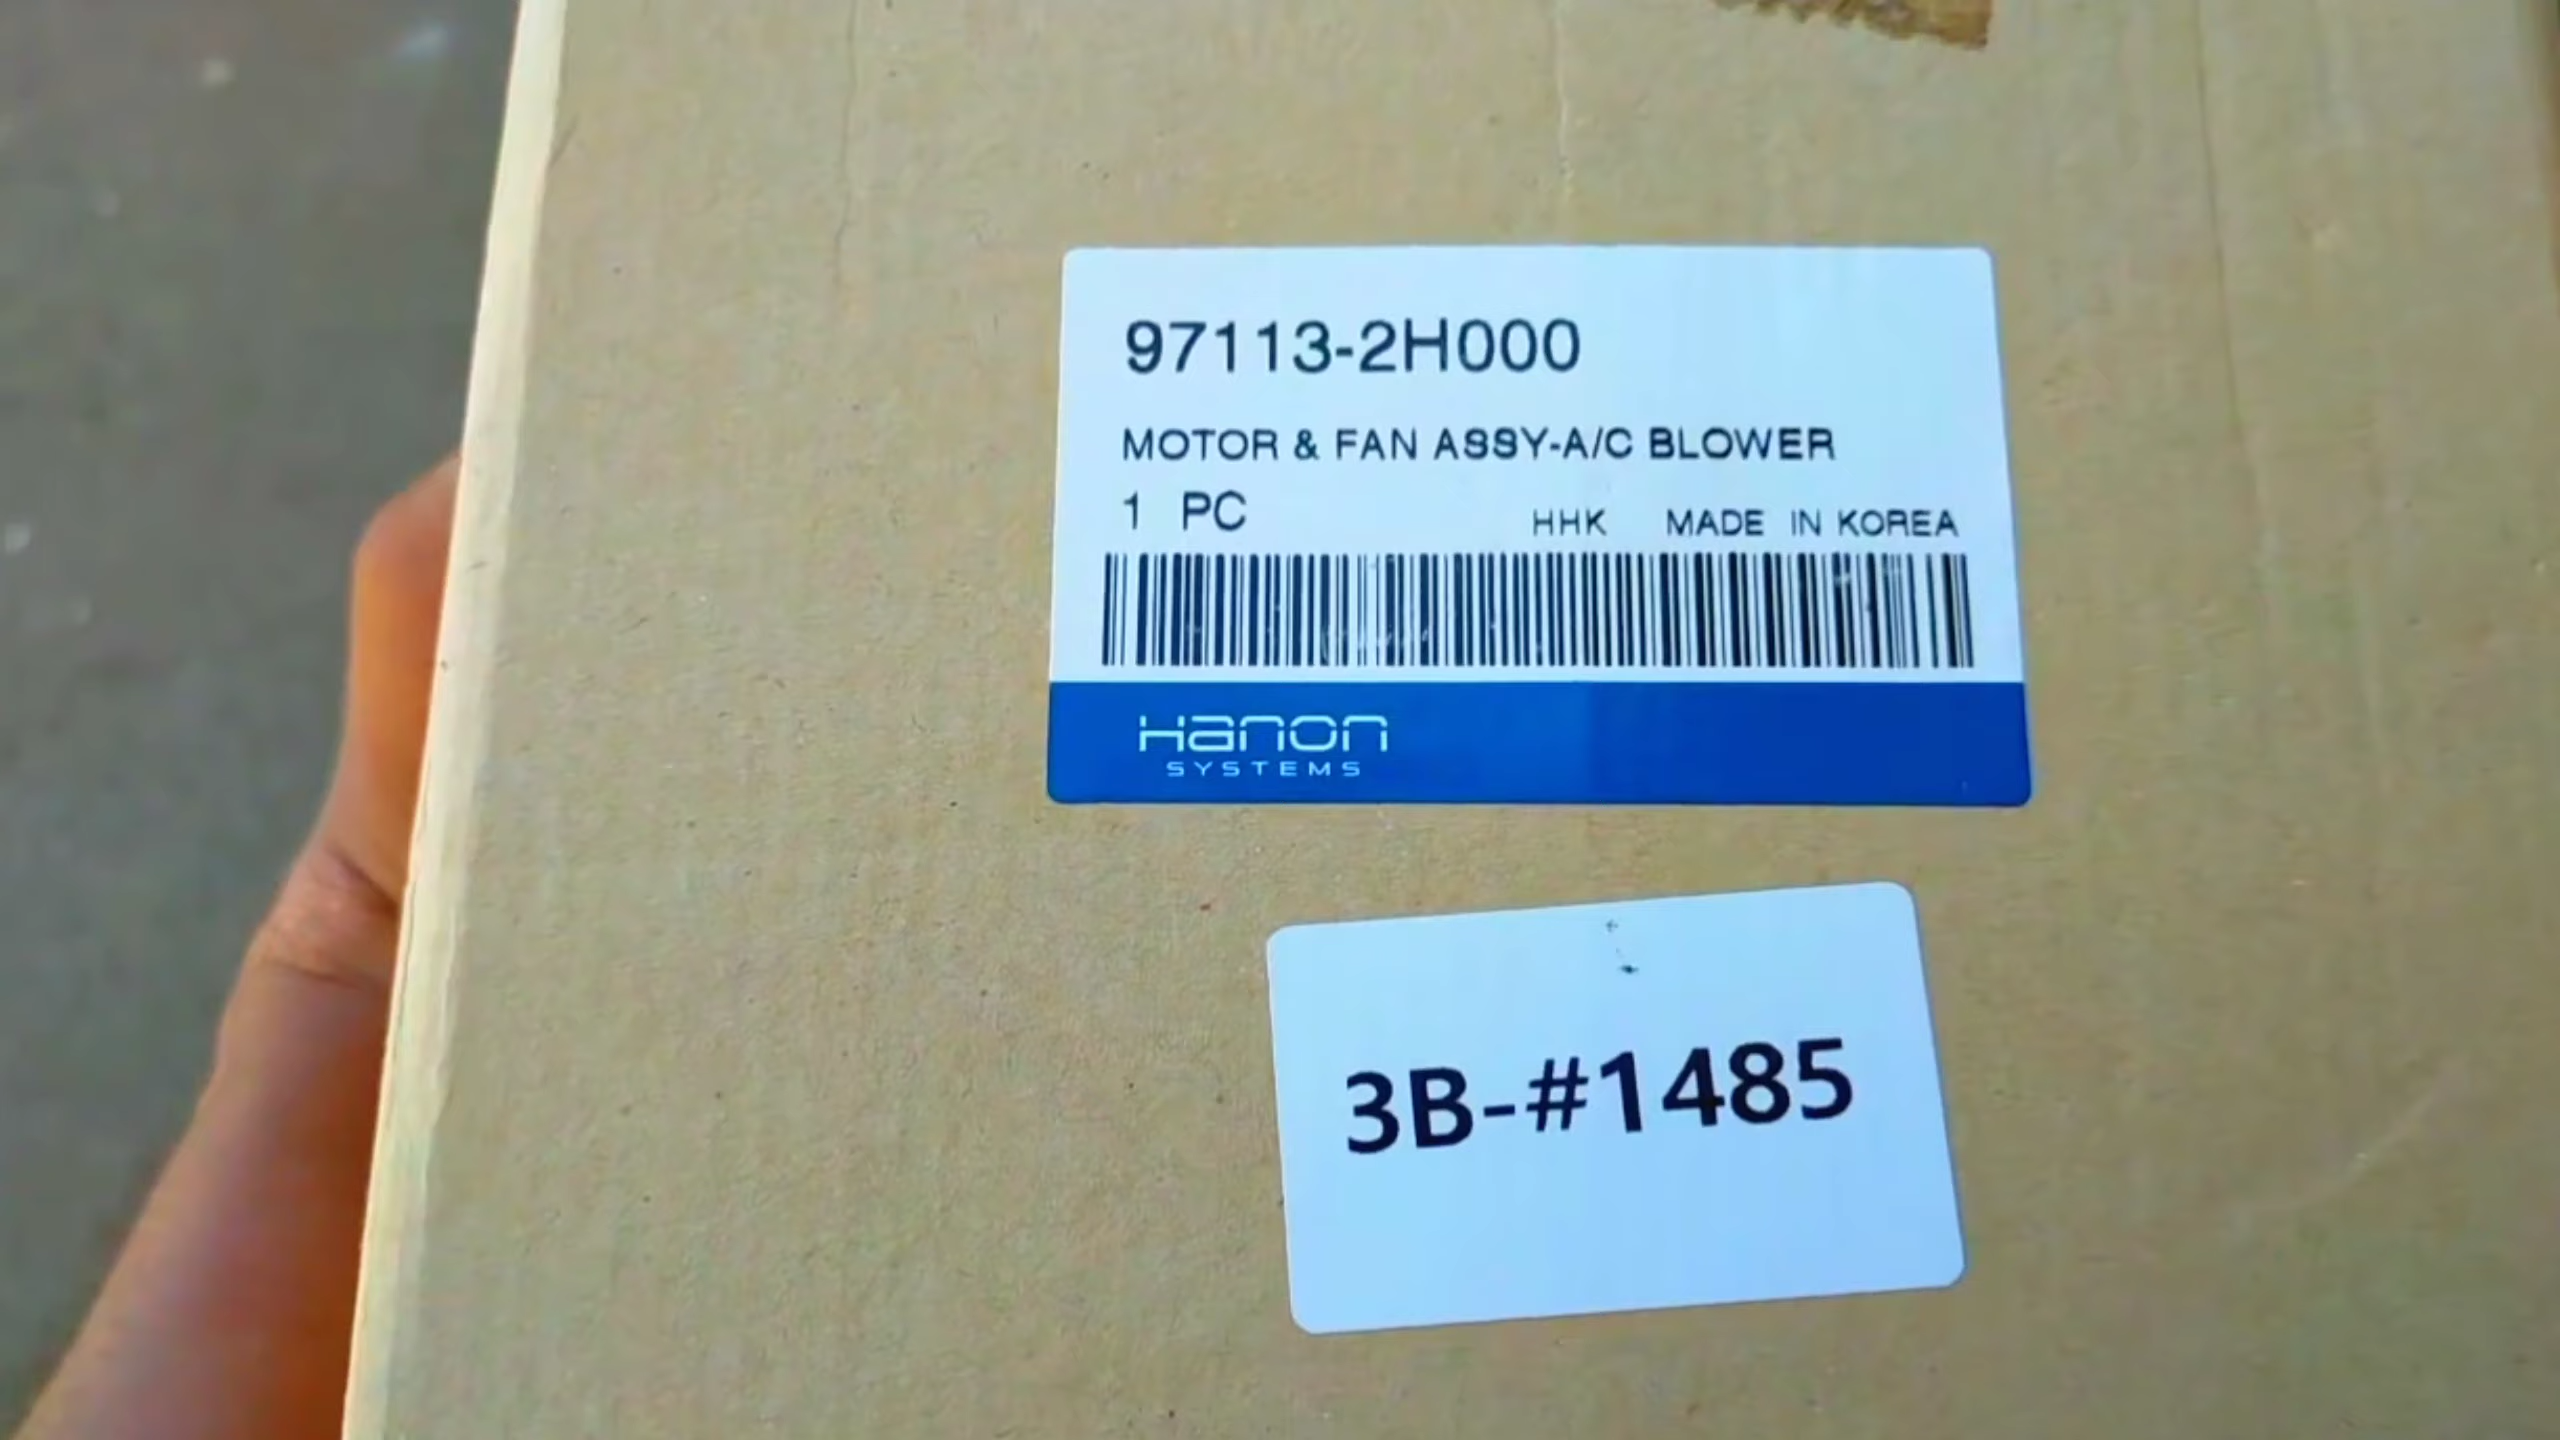 97113-2H000
MOTOR & FAN ASSY-A/C BLOWER
1 PC HHK MADE IN KOREA
Hanon
SYSTEMS
3B-#1485